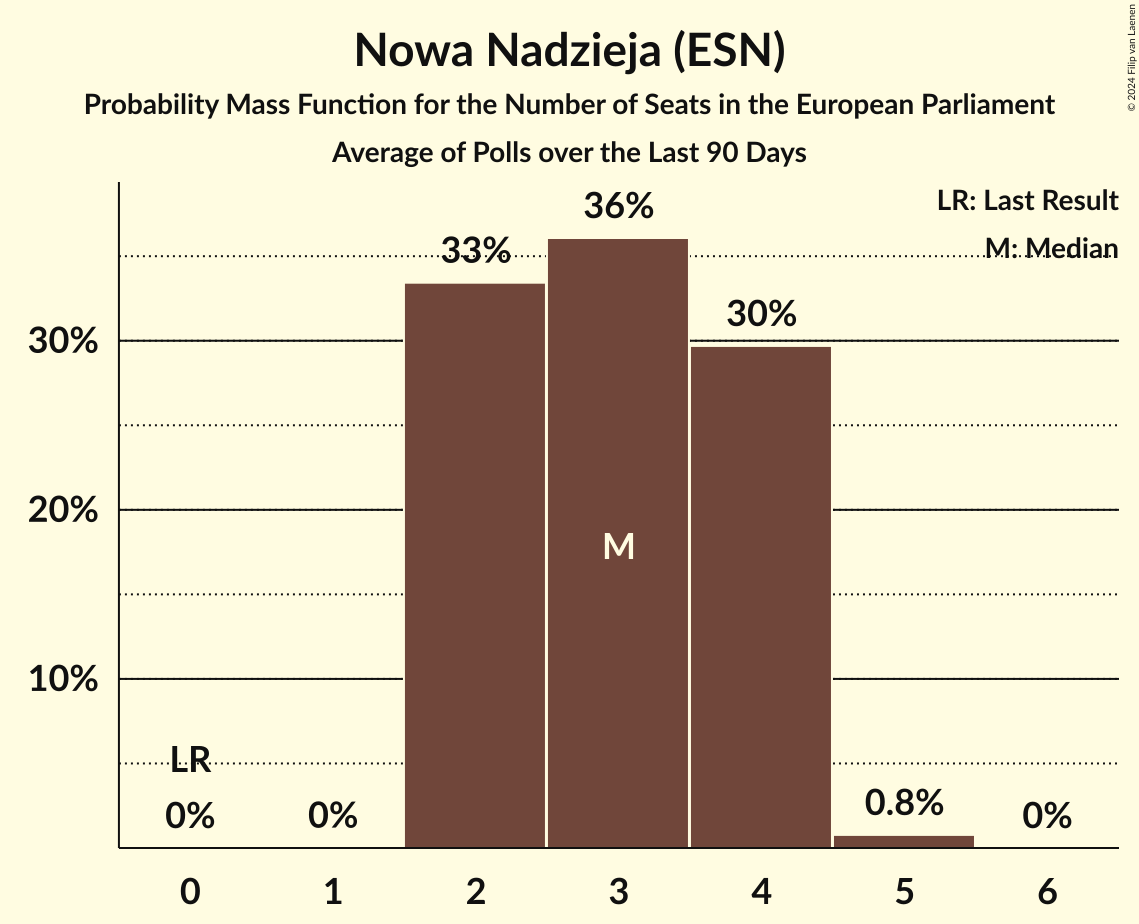 Nowa Nadzieja (ESN)
Probability Mass Function for the Number of Seats in the European Parliament
Average of Polls over the Last 90 Days
© 2024 Filip van Laenen
LR: Last Result
M: Median
36%
33%
30%
30%
20%
10%
M
LR
0%
0%
0.8%
0%
0
1
2
3
4
5
6